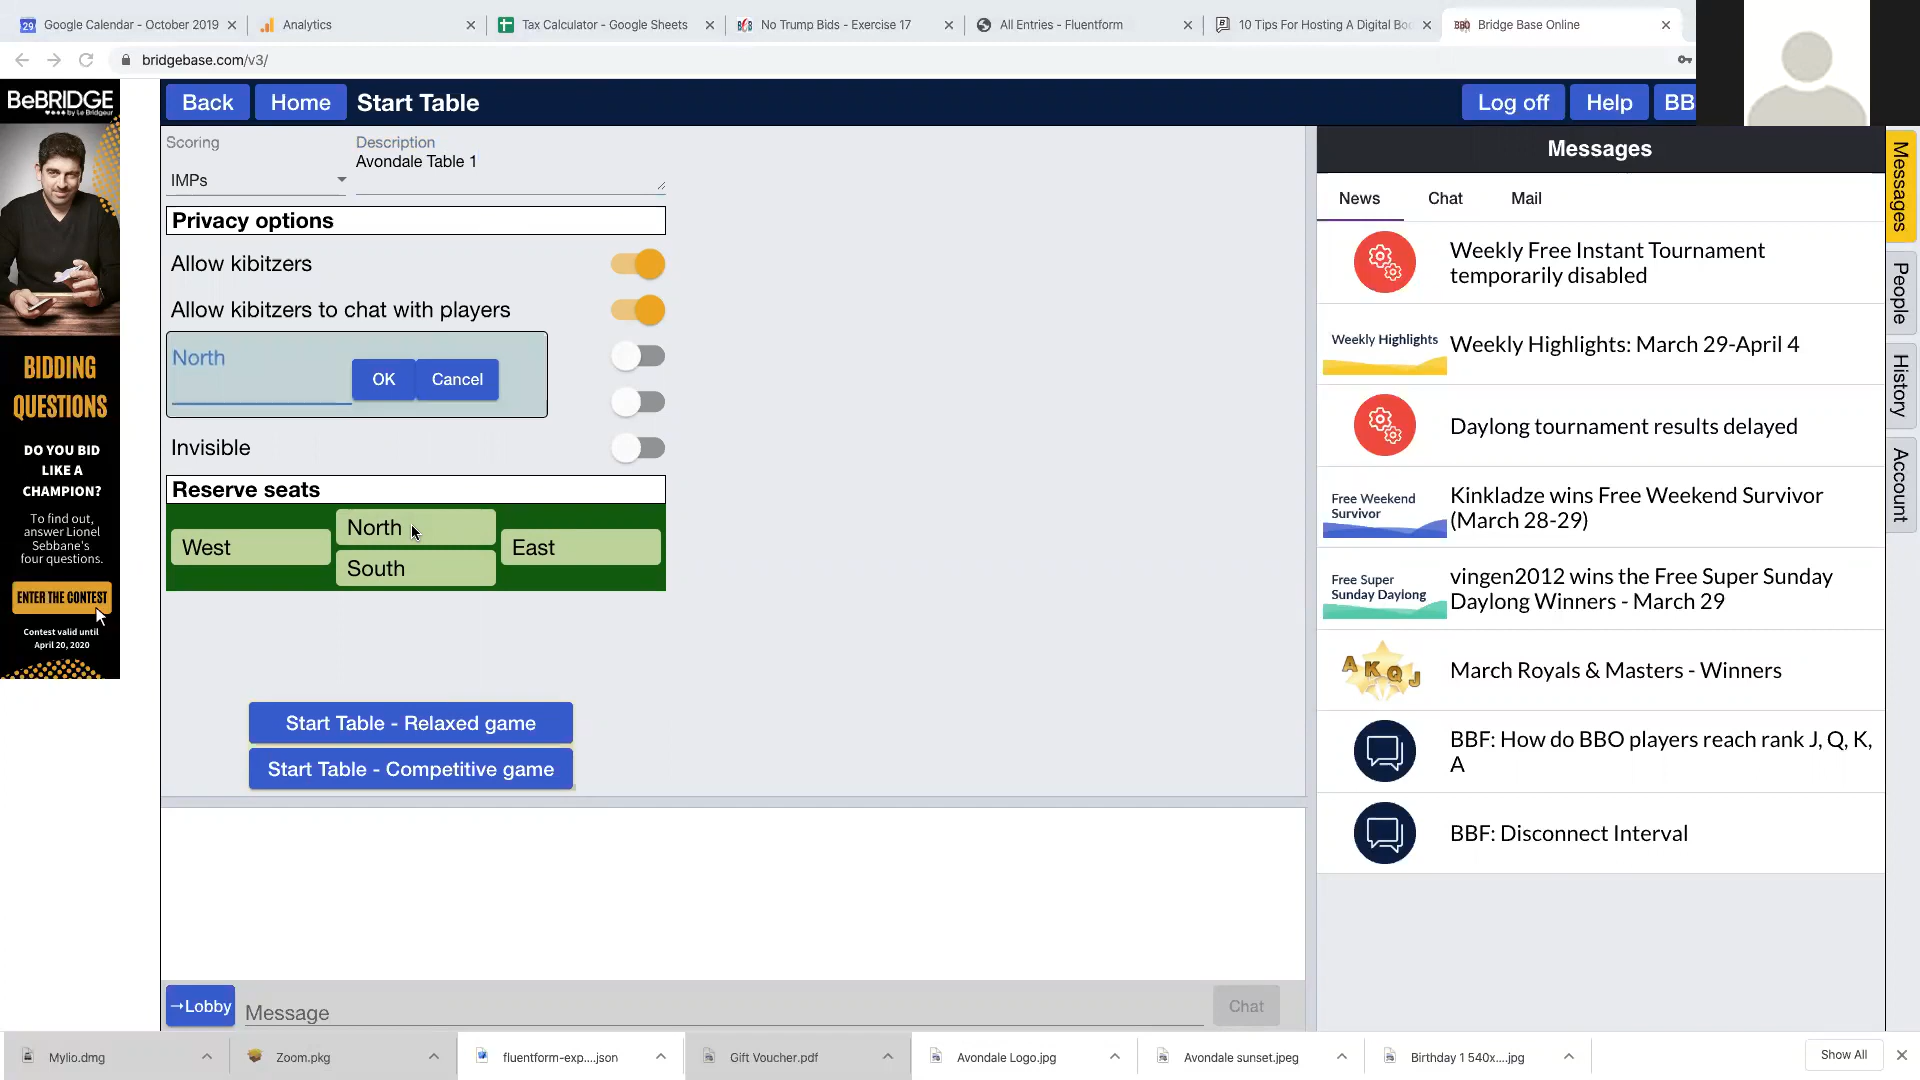 Google Calendar - October 2019
Analytics
Tax Calculator - Google Sheets
No Trump Bids - Exercise 17
All Entries - Fluentform
10 Tips For Hosting A Digital Bo
Bridge Base Online
bridgebase.com/v3/
BeBRIDGE
by Le Bridgeur
BIDDING
QUESTIONS
DO YOU BID
LIKE A
CHAMPION?
To find out,
answer Lionel
Sebbane's
four questions.
ENTER THE CONTEST
Contest valid until
April 20, 2020
Back
Home
Start Table
Log off
Help
BB
Scoring
IMPs
Description
Avondale Table 1
Privacy options
Allow kibitzers
Allow kibitzers to chat with players
North
OK
Cancel
Invisible
Reserve seats
West
North
South
East
Start Table - Relaxed game
Start Table - Competitive game
→Lobby
Message
Chat
Messages
News
Chat
Mail
Weekly Free Instant Tournament
temporarily disabled
Weekly Highlights
Weekly Highlights: March 29-April 4
Daylong tournament results delayed
Free Weekend
Survivor
Kinkladze wins Free Weekend Survivor
(March 28-29)
Free Super
Sunday Daylong
vingen2012 wins the Free Super Sunday
Daylong Winners - March 29
A K Q J
March Royals & Masters - Winners
BBF: How do BBO players reach rank J, Q, K,
A
BBF: Disconnect Interval
Messages
People
History
Account
Mylio.dmg
Zoom.pkg
fluentform-exp....json
Gift Voucher.pdf
Avondale Logo.jpg
Avondale sunset.jpeg
Birthday 1 540x....jpg
Show All